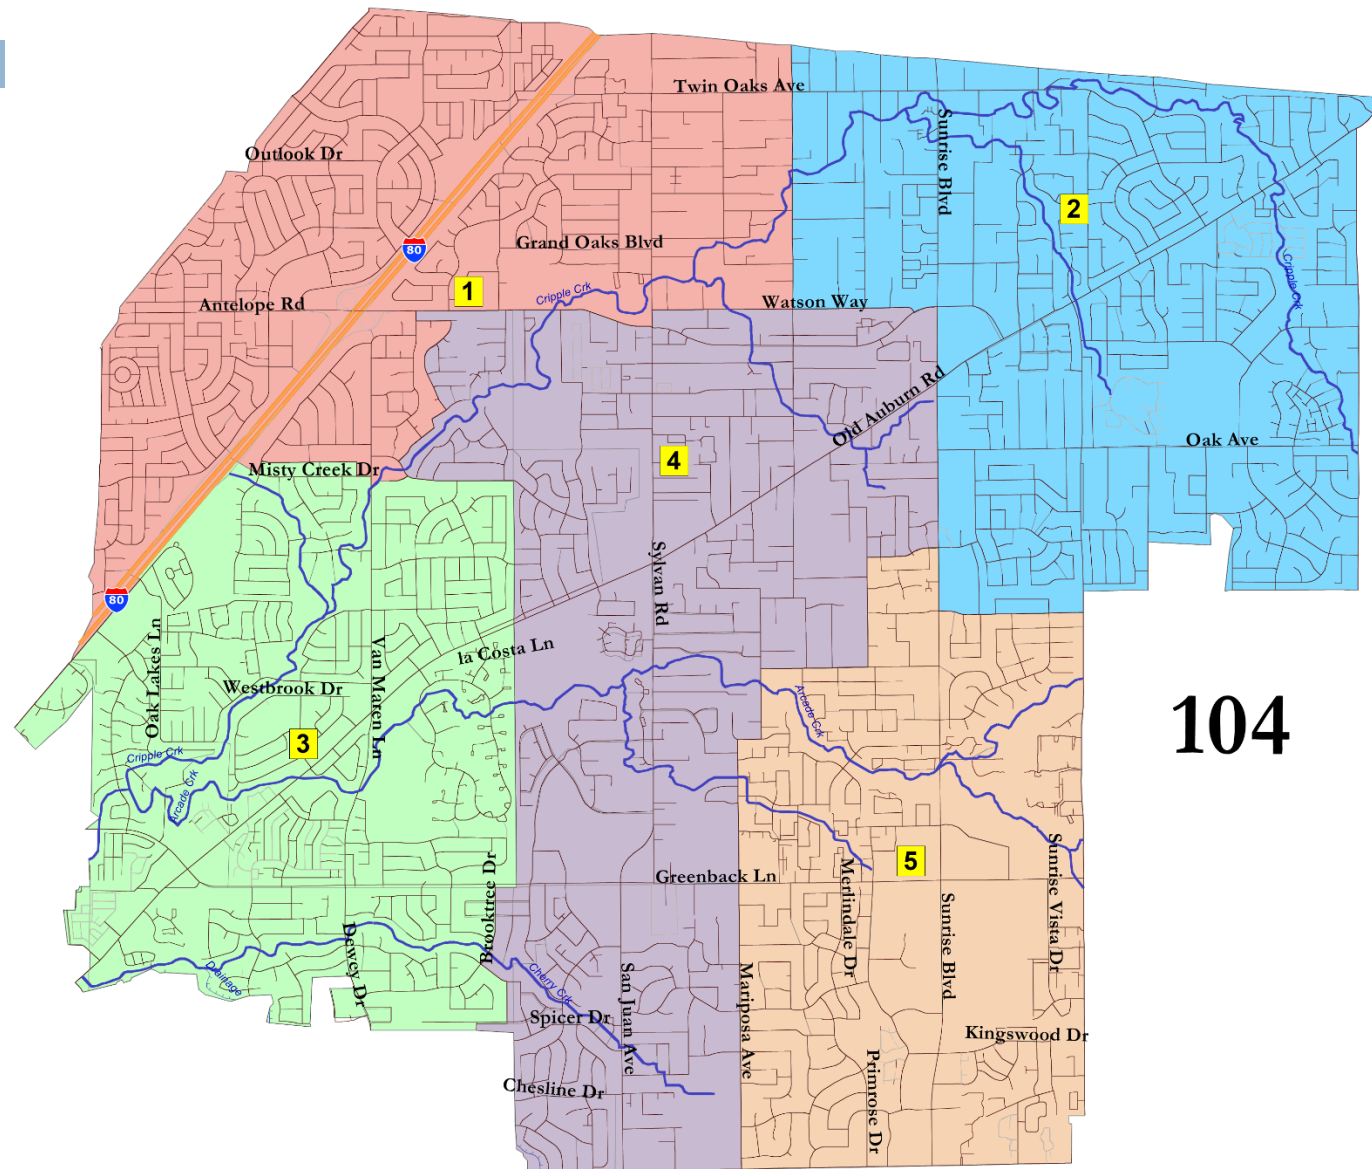 Twin Oaks Ave
Sunrise Blvd
Outlook Dr
2
Grand Oaks Blvd
80
Cripple Crk
1
Cripple Crk
Antelope Rd
Watson Way
Old Auburn Rd
Oak Ave
4
Misty Creek Dr
Sylvan Rd
80
Oak Lakes Ln
Van Maren Ln
la Costa Ln
Westbrook Dr
Arcade Crk
104
3
Cripple Crk
Arcade Crk
5
Greenback Ln
Merlindale Dr
Sunrise Vista Dr
Brooktree Dr
Sunrise Blvd
Dewey Dr
Drainage
Cherry Crk
San Juan Ave
Mariposa Ave
Spicer Dr
Kingswood Dr
Primrose Dr
Chesline Dr